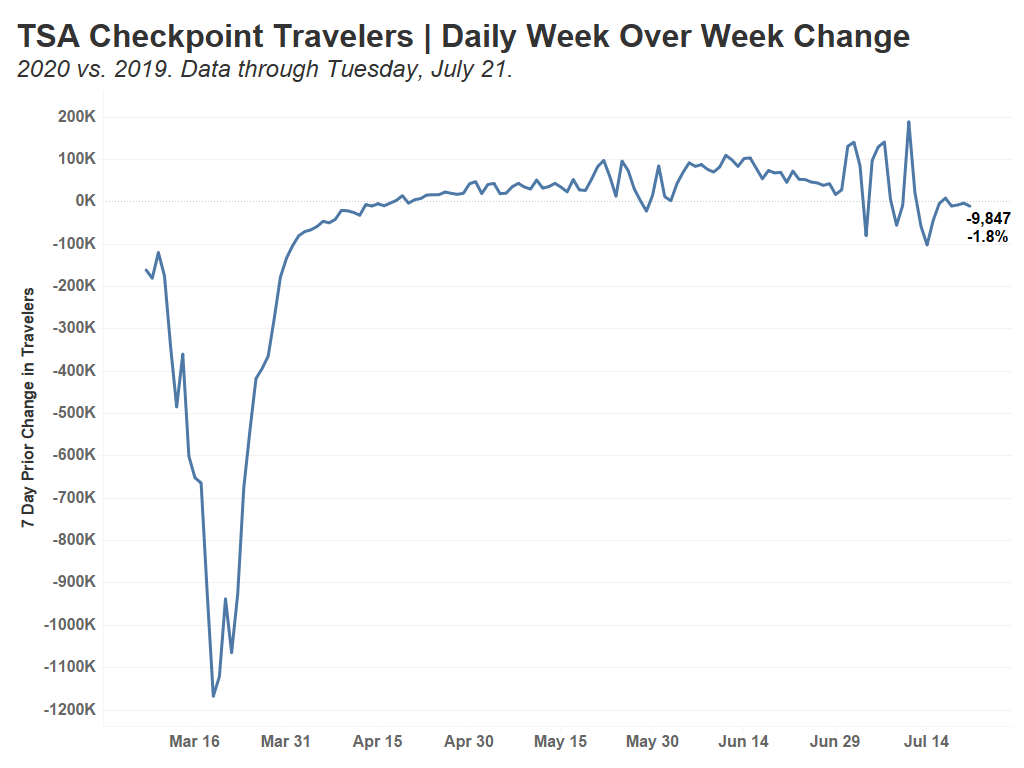 TSA Checkpoint Travelers | Daily Week Over Week Change
2020 vs. 2019. Data through Tuesday, July 21.
7 Day Prior Change in Travelers
200K
100K
0K
-100K
-200K
-300K
-400K
-500K
-600K
-700K
-800K
-900K
-1000K
-1100K
-1200K
-9,847
-1.8%
Mar 16
Mar 31
Apr 15
Apr 30
May 15
May 30
Jun 14
Jun 29
Jul 14